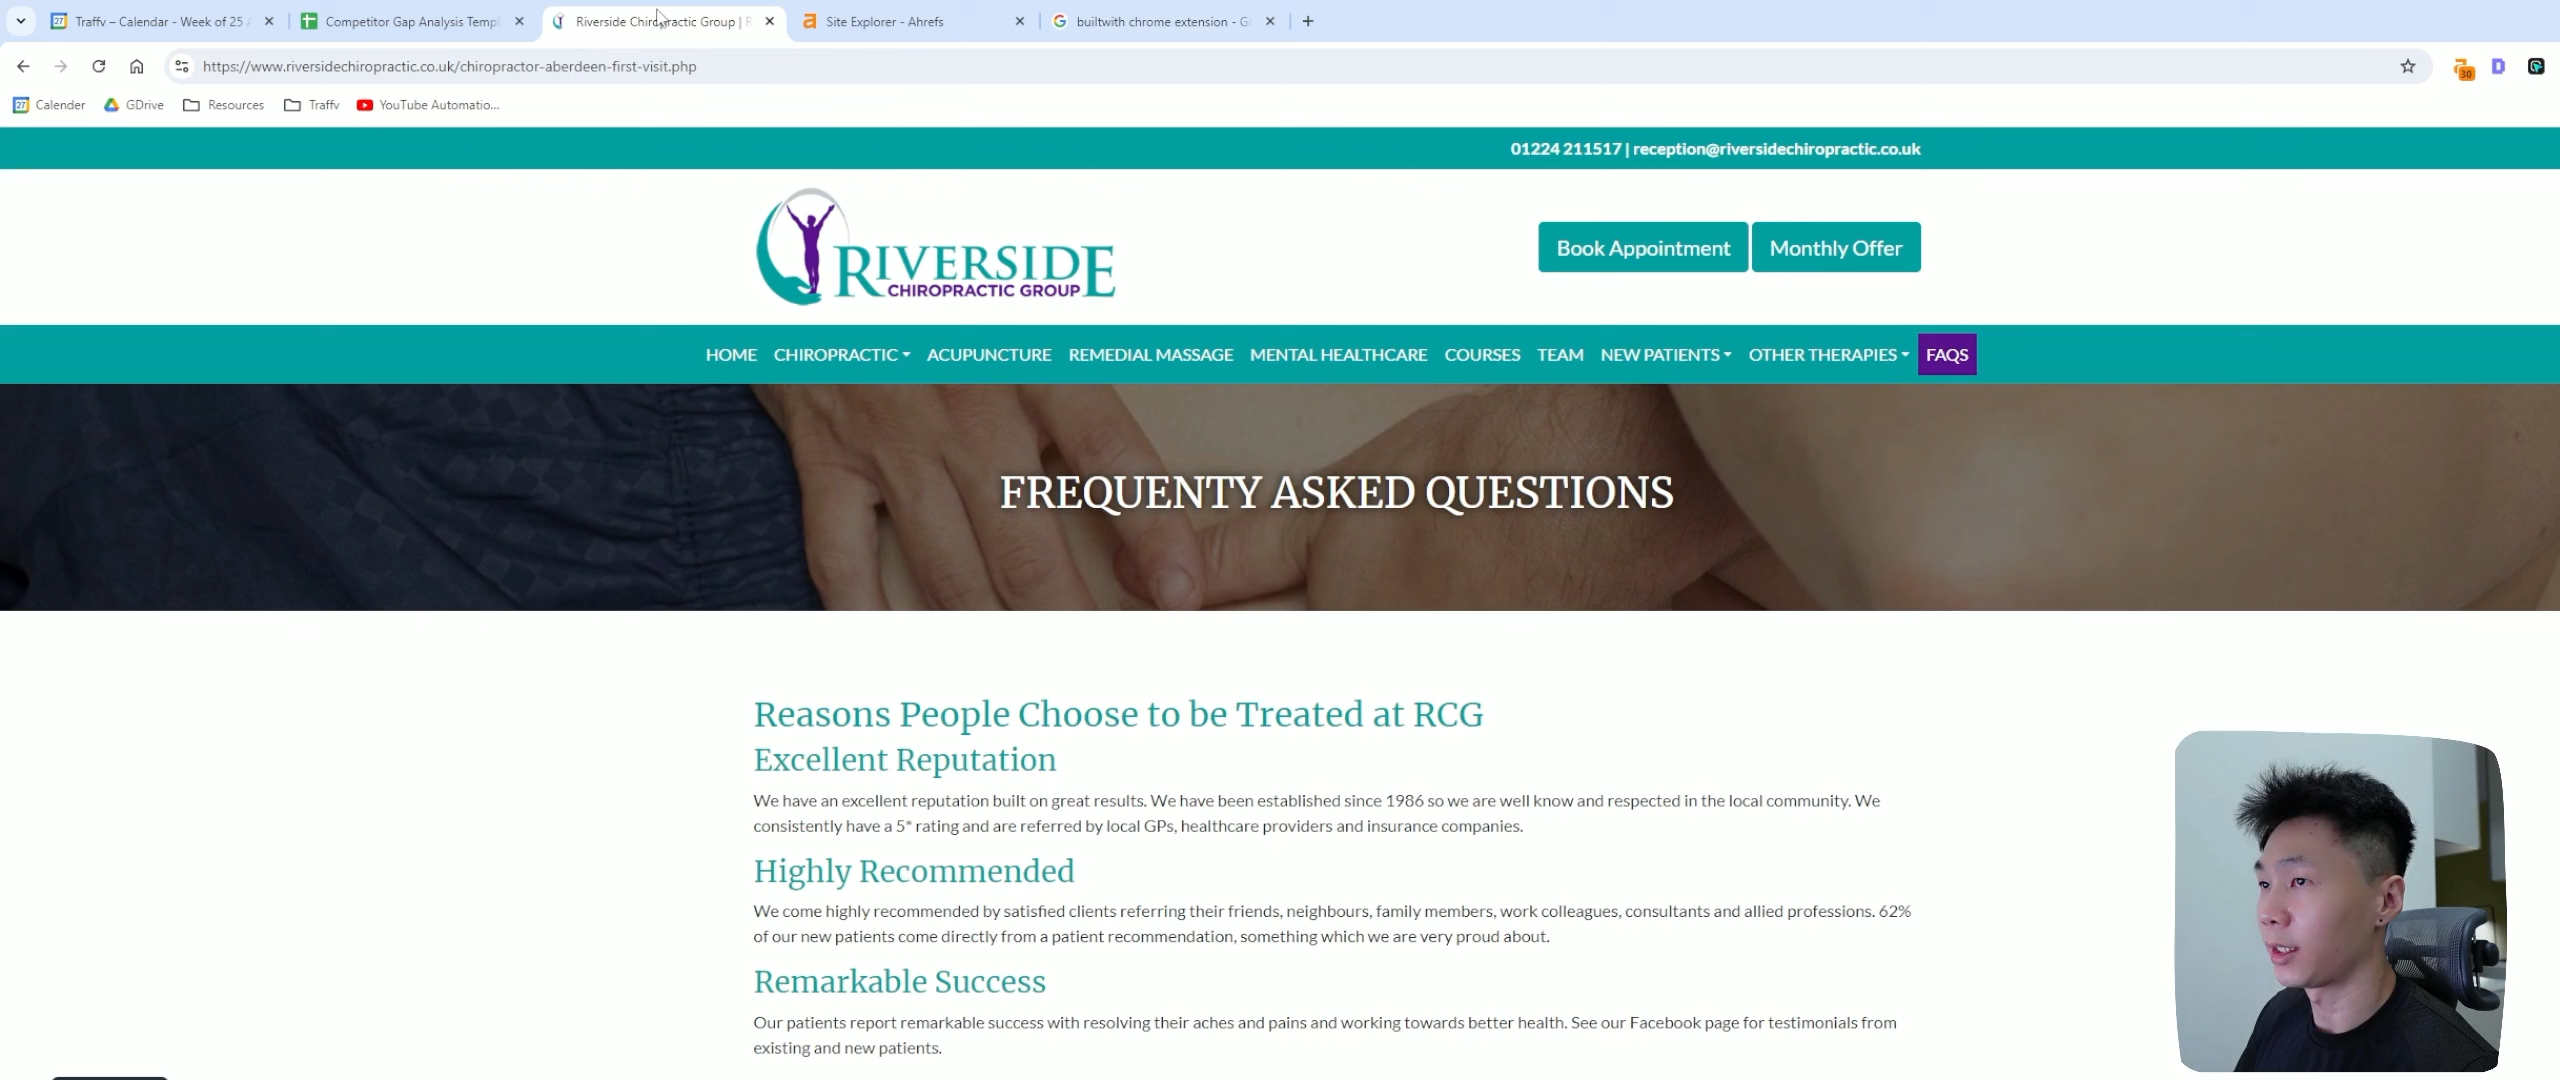 Traffv – Calendar - Week of 25
Competitor Gap Analysis Templ
Riverside Chiropractic Group | R
Site Explorer - Ahrefs
builtwith chrome extension - Go
https://www.riversidechiropractic.co.uk/chiropractor-aberdeen-first-visit.php
30
27 Calender
GDrive
Resources
Traffv
YouTube Automatio...
01224 211517 | reception@riversidechiropractic.co.uk
RIVERSIDE
CHIROPRACTIC GROUP
Book Appointment
Monthly Offer
HOME CHIROPRACTIC ACUPUNCTURE REMEDIAL MASSAGE MENTAL HEALTHCARE COURSES TEAM NEW PATIENTS OTHER THERAPIES FAQS
FREQUENTY ASKED QUESTIONS
Reasons People Choose to be Treated at RCG
Excellent Reputation
We have an excellent reputation built on great results. We have been established since 1986 so we are well know and respected in the local community. We
consistently have a 5* rating and are referred by local GPs, healthcare providers and insurance companies.
Highly Recommended
We come highly recommended by satisfied clients referring their friends, neighbours, family members, work colleagues, consultants and allied professions. 62%
of our new patients come directly from a patient recommendation, something which we are very proud about.
Remarkable Success
Our patients report remarkable success with resolving their aches and pains and working towards better health. See our Facebook page for testimonials from
existing and new patients.